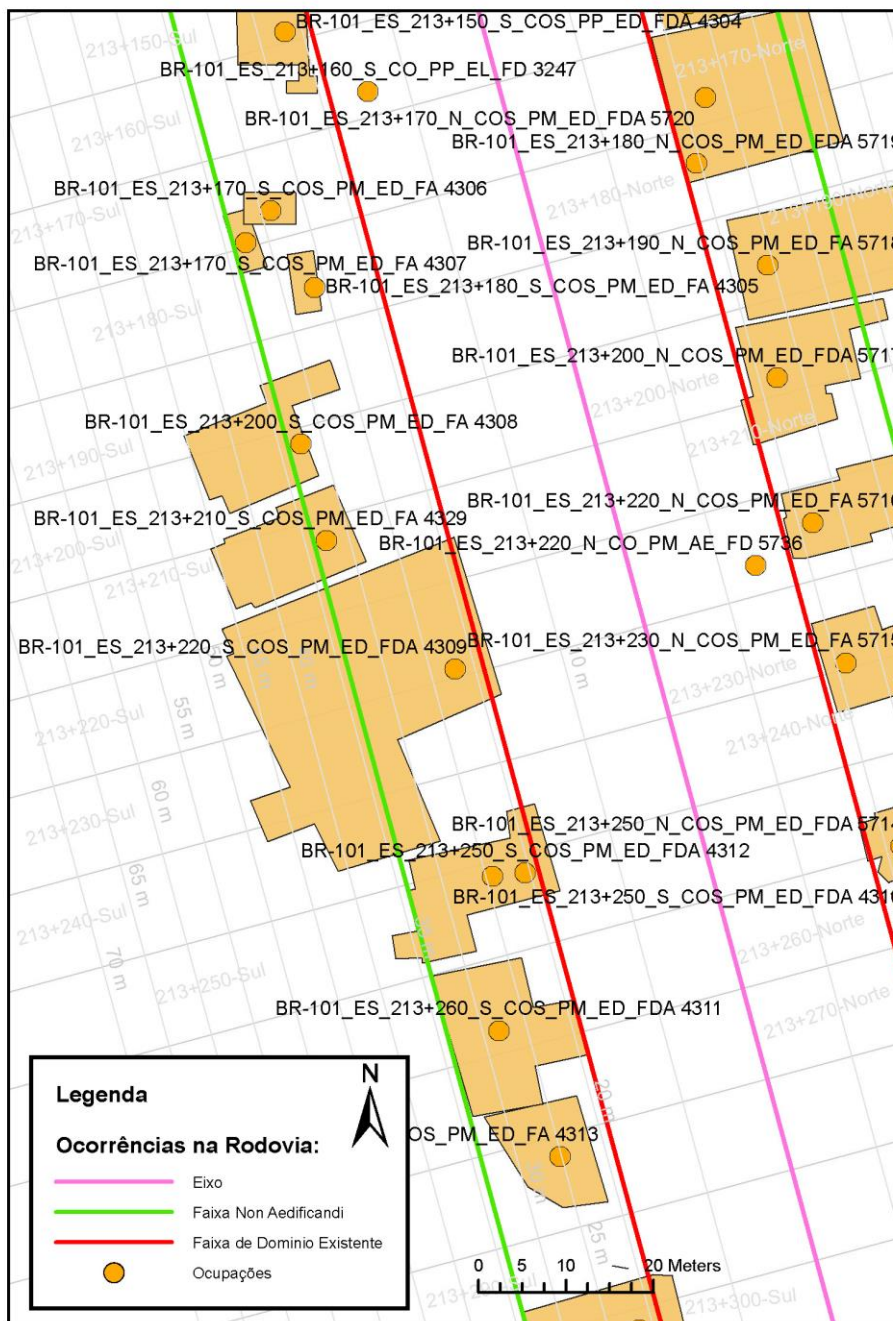 213+150-Sul
BR-101_ES_213+150_S_COS_PP_ED_FDA 4304
213+170-Norte
BR-101_ES_213+160_S_CO_PP_EL_FD 3247
BR-101_ES_213+170_N_COS_PM_ED_FDA 5720
213+160-Sul
BR-101_ES_213+180_N_COS_PM_ED_FDA 5719
BR-101_ES_213+170_S_COS_PM_ED_FA 4306
213+180-Norte
213+170-Sul
BR-101_ES_213+190_N_COS_PM_ED_FA 5718
BR-101_ES_213+170_S_COS_PM_ED_FA 4307
BR-101_ES_213+180_S_COS_PM_ED_FA 4305
213+180-Sul
BR-101_ES_213+200_N_COS_PM_ED_FDA 5717
213+200-Norte
BR-101_ES_213+200_S_COS_PM_ED_FA 4308
213+210-Norte
213+190-Sul
BR-101_ES_213+220_N_COS_PM_ED_FA 5716
BR-101_ES_213+210_S_COS_PM_ED_FA 4329
BR-101_ES_213+220_N_CO_PM_AE_FD 5736
213+200-Sul
213+210-Sul
BR-101_ES_213+220_S_COS_PM_ED_FDA 4309
BR-101_ES_213+230_N_COS_PM_ED_FA 5715
10 m
213+230-Norte
55 m
213+220-Sul
213+240-Norte
60 m
213+230-Sul
BR-101_ES_213+250_N_COS_PM_ED_FDA 5714
BR-101_ES_213+250_S_COS_PM_ED_FDA 4312
65 m
BR-101_ES_213+250_S_COS_PM_ED_FDA
213+240-Sul
213+260-Norte
70 m
213+250-Sul
BR-101_ES_213+260_S_COS_PM_ED_FDA 4311
213+270-Norte
Legenda
N
20 m
Ocorrências na Rodovia:
OS_PM_ED_FA 4313
Eixo
Faixa Non Aedificandi
25 m
Faixa de Dominio Existente
Ocupações
0 5 10 20 Meters
213+300-Norte